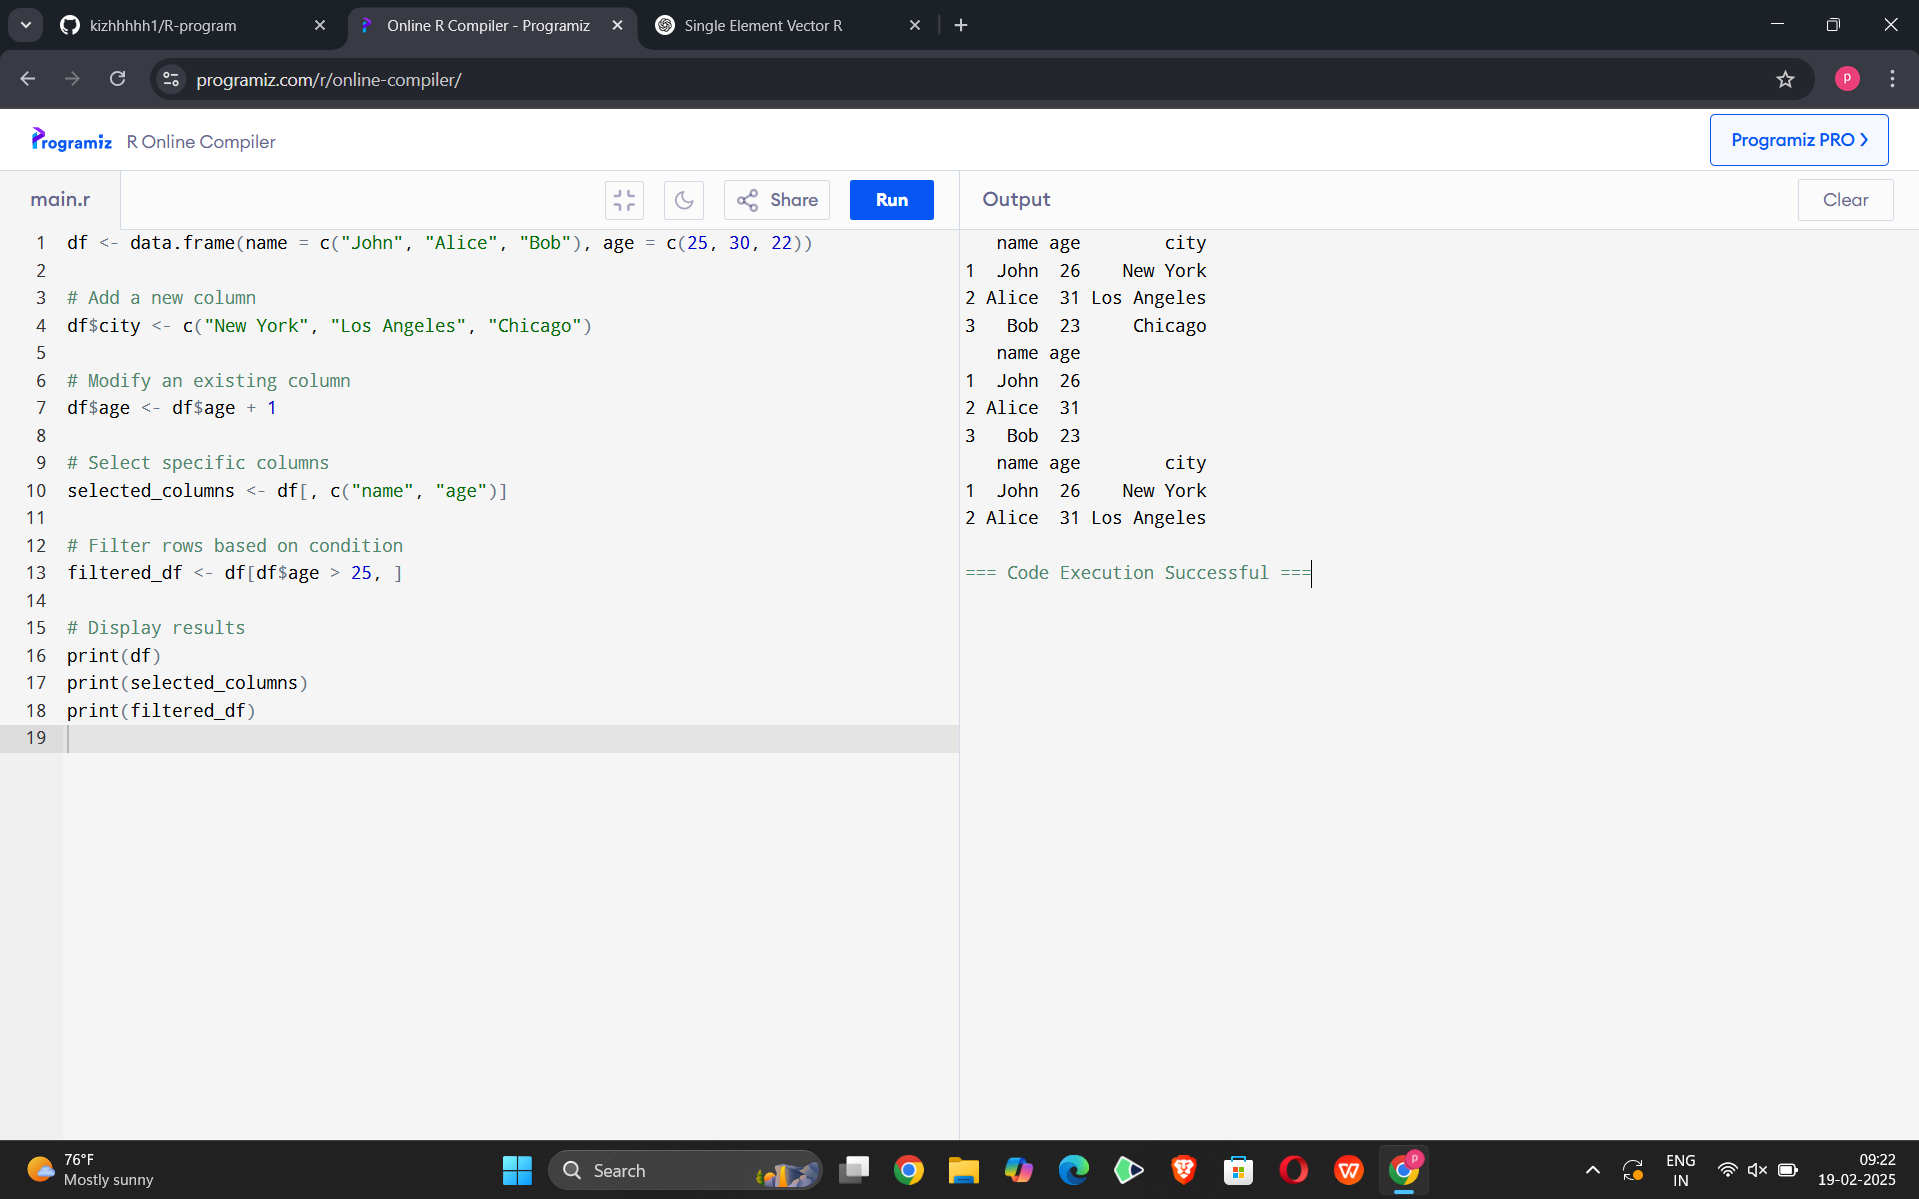 kizhhhhh1/R-program
Online R Compiler - Programiz
Single Element Vector R
programiz.com/r/online-compiler/
P
Programiz R Online Compiler
Programiz PRO
main.r
Share
Run
Output
Clear
1 df <- data.frame(name = c("John", "Alice", "Bob"), age = c(25, 30, 22))
2
3 # Add a new column
4 df$city <- c("New York", "Los Angeles", "Chicago")
5
6 # Modify an existing column
7 df$age <- df$age + 1
8
9 # Select specific columns
10 selected_columns <- df[, c("name", "age")]
11
12 # Filter rows based on condition
13 filtered_df <- df[df$age > 25, ]
14
15 # Display results
16 print(df)
17 print(selected_columns)
18 print(filtered_df)
19
name age city
1 John 26 New York
2 Alice 31 Los Angeles
3 Bob 23 Chicago
name age
1 John 26
2 Alice 31
3 Bob 23
name age city
1 John 26 New York
2 Alice 31 Los Angeles
=== Code Execution Successful ===
76°F
Mostly sunny
Search
P
ENG
IN
09:22
19-02-2025